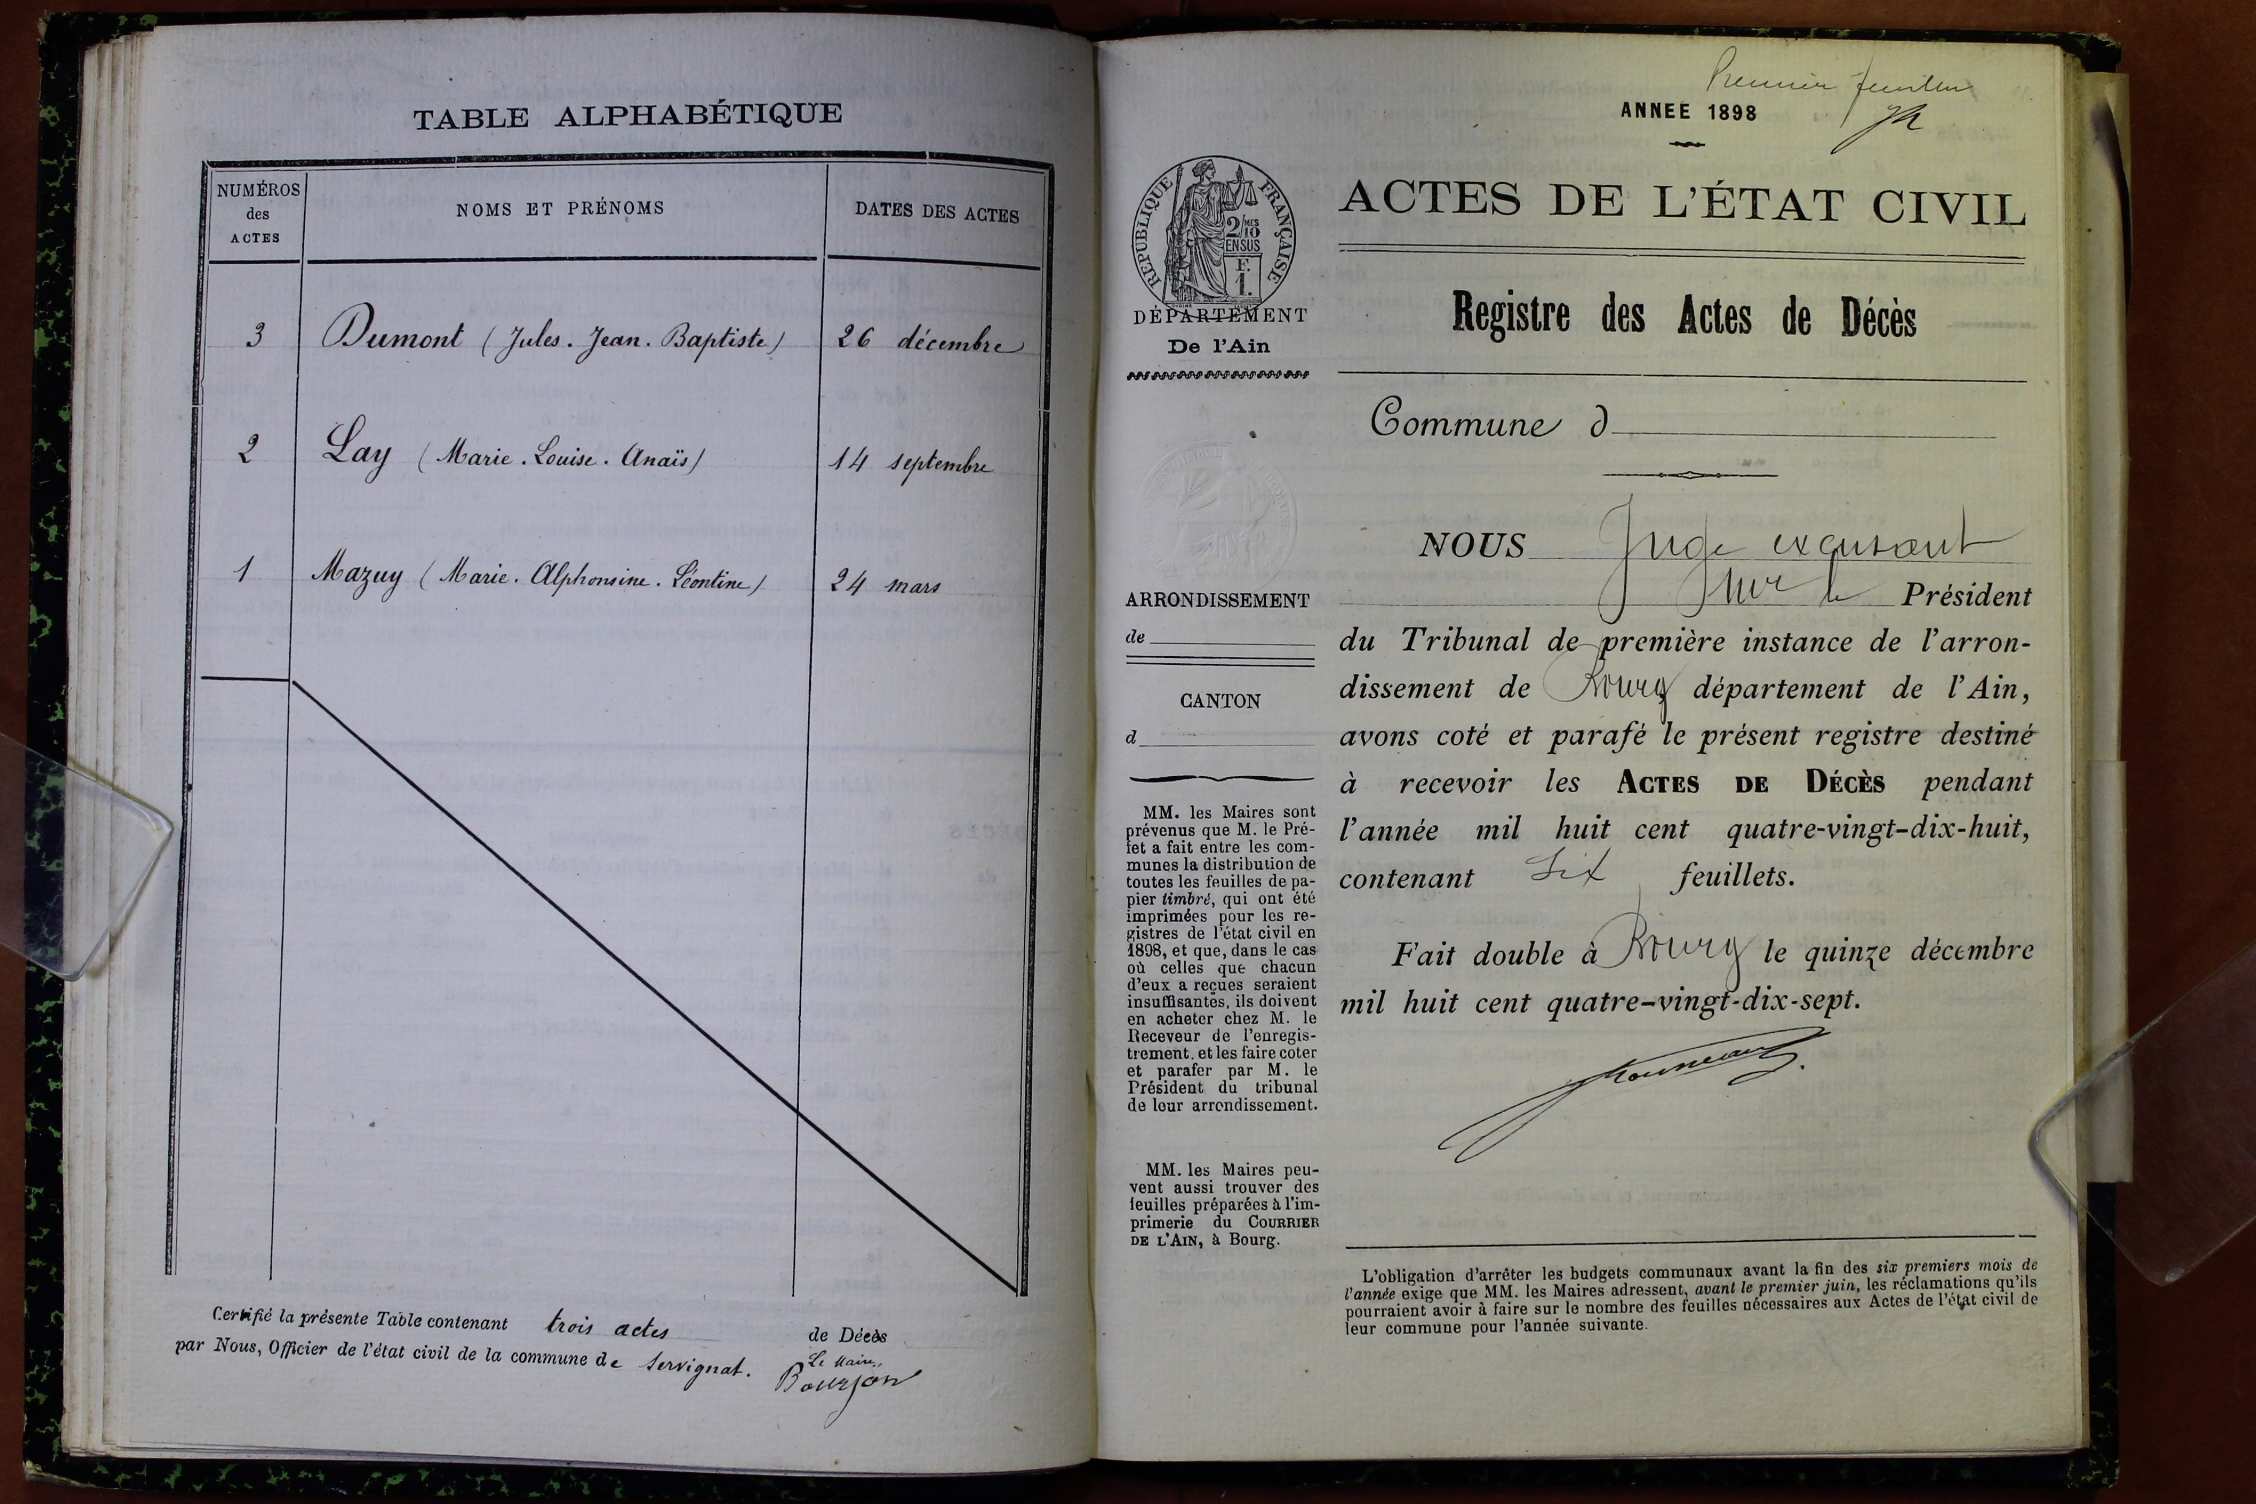 TABLE ALPHABÉTIQUE
NUMÉROS
des
ACTES
NOMS ET PRÉNOMS
DATES DES ACTES
3 Dumont (Jules. Jean. Baptiste) 26 décembre
2 Lay (Marie. Louise. Anaïs) 14 septembre
1 Mazuy (Marie. Alphonsine. Léontine) 24 mars
Certifié la présente Table contenant trois actes de Décès
par Nous, Officier de l'état civil de la commune de Servignat.
Le Maire,
Bourjon
Premier feuillet
ANNEE 1898
ACTES DE L'ÉTAT CIVIL
RÉPUBLIQUE FRANÇAISE
2/10
MES
EN SUS
F.
1.
DÉPARTEMENT
De l'Ain
Registre des Actes de Décès
Commune d
NOUS Juge
le Président
du Tribunal de première instance de l'arron-
dissement de Bourg département de l'Ain,
avons coté et parafé le présent registre destiné
à recevoir les ACTES DE DÉCÈS pendant
l'année mil huit cent quatre-vingt-dix-huit,
contenant Six feuillets.
Fait double à Bourg le quinze décembre
mil huit cent quatre-vingt-dix-sept.
ARRONDISSEMENT
de
CANTON
d
MM. les Maires sont
prévenus que M. le Pré-
fet a fait entre les com-
munes la distribution de
toutes les feuilles de pa-
pier timbré, qui ont été
imprimées pour les re-
gistres de l'état civil en
1898, et que, dans le cas
où celles que chacun
d'eux a reçues seraient
insuffisantes, ils doivent
en acheter chez M. le
Receveur de l'enregis-
trement, et les faire coter
et parafer par M. le
Président du tribunal
de leur arrondissement.
MM. les Maires peu-
vent aussi trouver des
feuilles préparées à l'im-
primerie du COURRIER
DE L'AIN, à Bourg.
L'obligation d'arrêter les budgets communaux avant la fin des six premiers mois de
l'année exige que MM. les Maires adressent, avant le premier juin, les réclamations qu'ils
pourraient avoir à faire sur le nombre des feuilles nécessaires aux Actes de l'état civil de
leur commune pour l'année suivante.